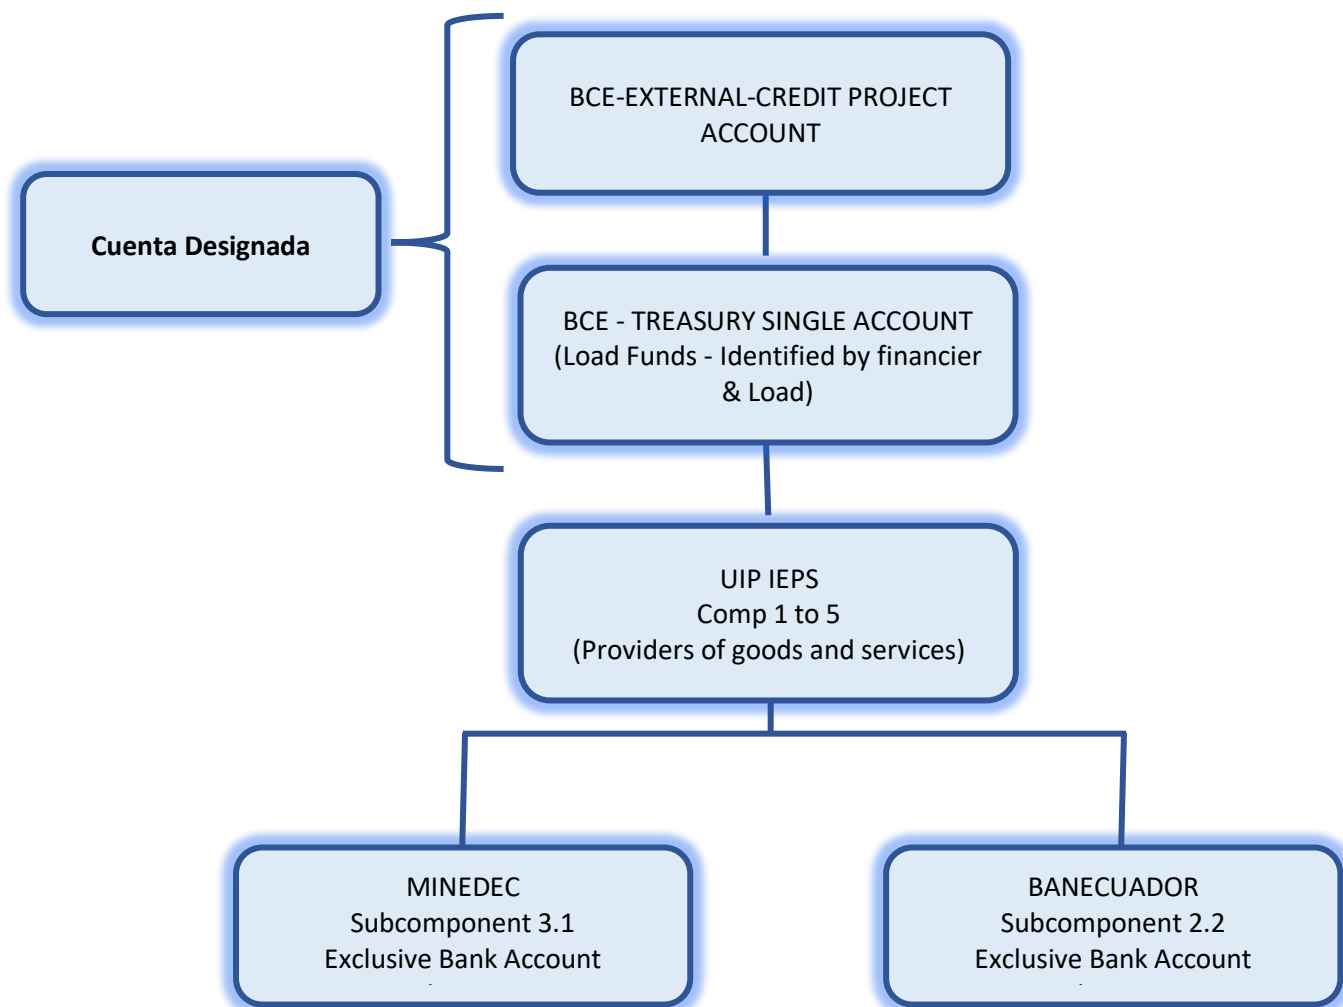 BCE-EXTERNAL-CREDIT PROJECT
ACCOUNT
Cuenta Designada
BCE - TREASURY SINGLE ACCOUNT
(Load Funds - Identified by financier
& Load)
UIP IEPS
Comp 1 to 5
(Providers of goods and services)
MINEDEC
Subcomponent 3.1
Exclusive Bank Account
BANECUADOR
Subcomponent 2.2
Exclusive Bank Account